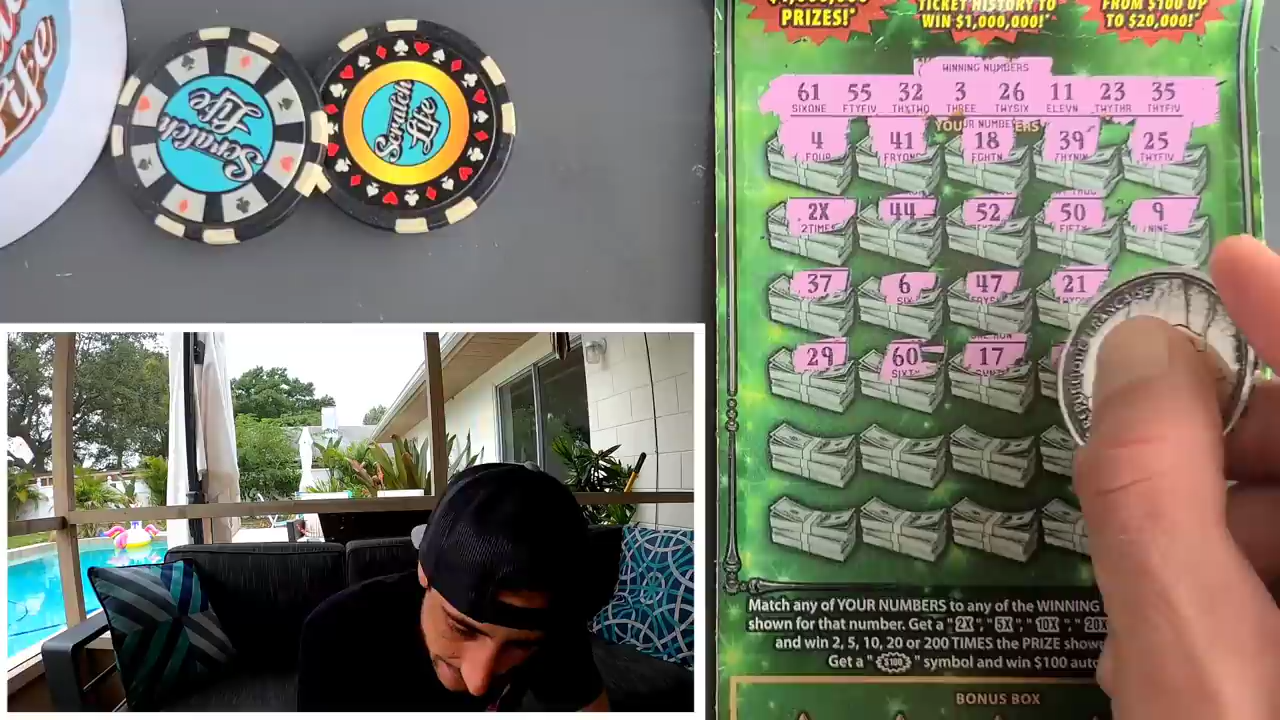 Life
Scratch
Life
Scratch
Life
PRIZES!*
TICKET HISTORY TO
WIN $1,000,000!*
FROM $100 UP
TO $20,000!*
WINNING NUMBERS
61 55 32 3 26 11 23 35
SIXONE FTYFIV THYTWO THREE TWYSIX ELEVN TWYTHR THYFIV
YOUR NUMBERS
4 41 18 39 25
FOUR FRYONE EGHTN THYNIN TWYFIV
2X 44 52 50 9
2TIMES FIFTY NINE
37 6 47 21
SIX
29 60 17
SIXTY
Match any of YOUR NUMBERS to any of the WINNING
shown for that number. Get a "2X", "5X", "10X", "20X
and win 2, 5, 10, 20 or 200 TIMES the PRIZE shown
Get a "$100" symbol and win $100 auto
BONUS BOX